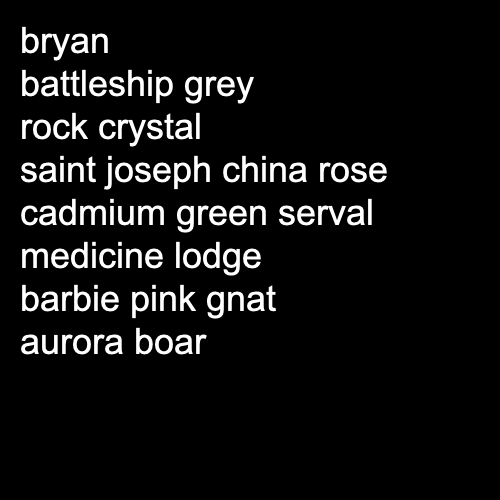 bryan
battleship grey
rock crystal
saint joseph china rose
cadmium green serval
medicine lodge
barbie pink gnat
aurora boar